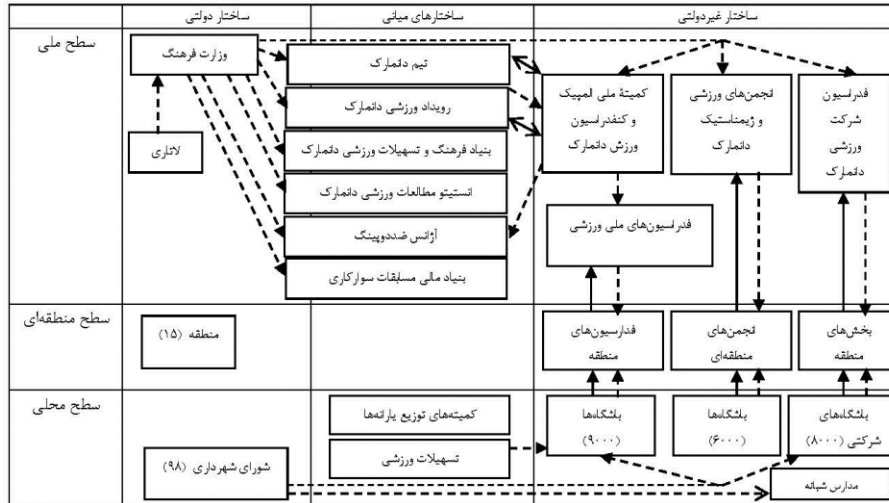 ساختار غیردولتی
ساختارهای میانی
ساختار دولتی
سطح ملی
وزارت فرهنگ
لاتاری
تیم دانمارک
رویداد ورزشی دانمارک
بنیاد فرهنگ و تسهیلات ورزشی دانمارک
انستیتو مطالعات ورزشی دانمارک
آژانس ضددوپینگ
بنیاد مالی مسابقات سوارکاری
کمیتهٔ ملی المپیک
و کنفدراسیون
ورزش دانمارک
انجمن‌های ورزشی
و ژیمناستیک
دانمارک
فدراسیون
شرکت
ورزشی
دانمارک
فدراسیون‌های ملی ورزشی
سطح منطقه‌ای
منطقه (۱۵)
فدارسیون‌های
منطقه
انجمن‌های
منطقه‌ای
بخش‌های
منطقه
سطح محلی
کمیته‌های توزیع یارانه‌ها
تسهیلات ورزشی
شورای شهرداری (۹۸)
باشگاه‌ها
(۹۰۰۰)
باشگاه‌ها
(۶۰۰۰)
باشگاه‌های
شرکتی (۸۰۰۰)
مدارس شبانه